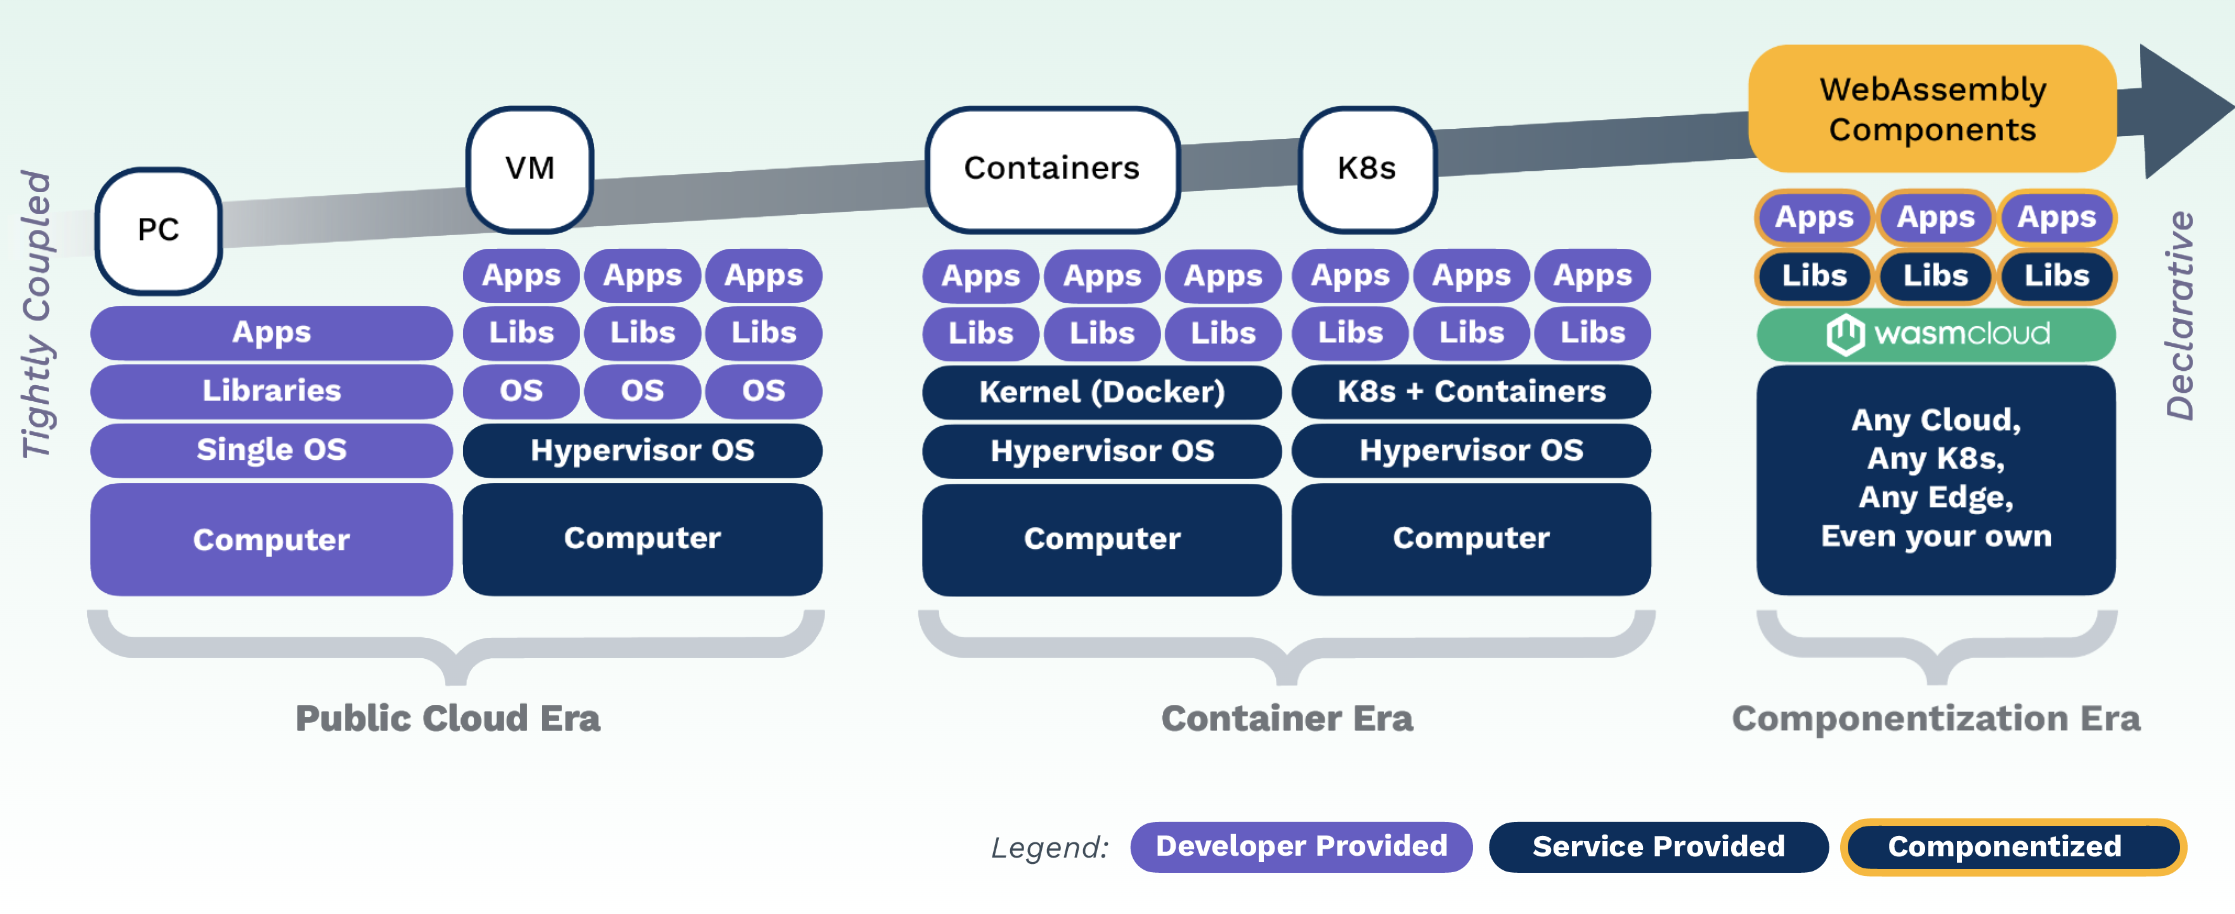 Tightly Coupled
PC
Apps
Libraries
Single OS
Computer
VM
Apps Apps Apps
Libs Libs Libs
OS OS OS
Hypervisor OS
Computer
Public Cloud Era
Containers
Apps Apps Apps
Libs Libs Libs
Kernel (Docker)
Hypervisor OS
Computer
K8s
Apps Apps Apps
Libs Libs Libs
K8s + Containers
Hypervisor OS
Computer
Container Era
WebAssembly
Components
Apps Apps Apps
Libs Libs Libs
wasmcloud
Any Cloud,
Any K8s,
Any Edge,
Even your own
Componentization Era
Declarative
Legend: Developer Provided Service Provided Componentized